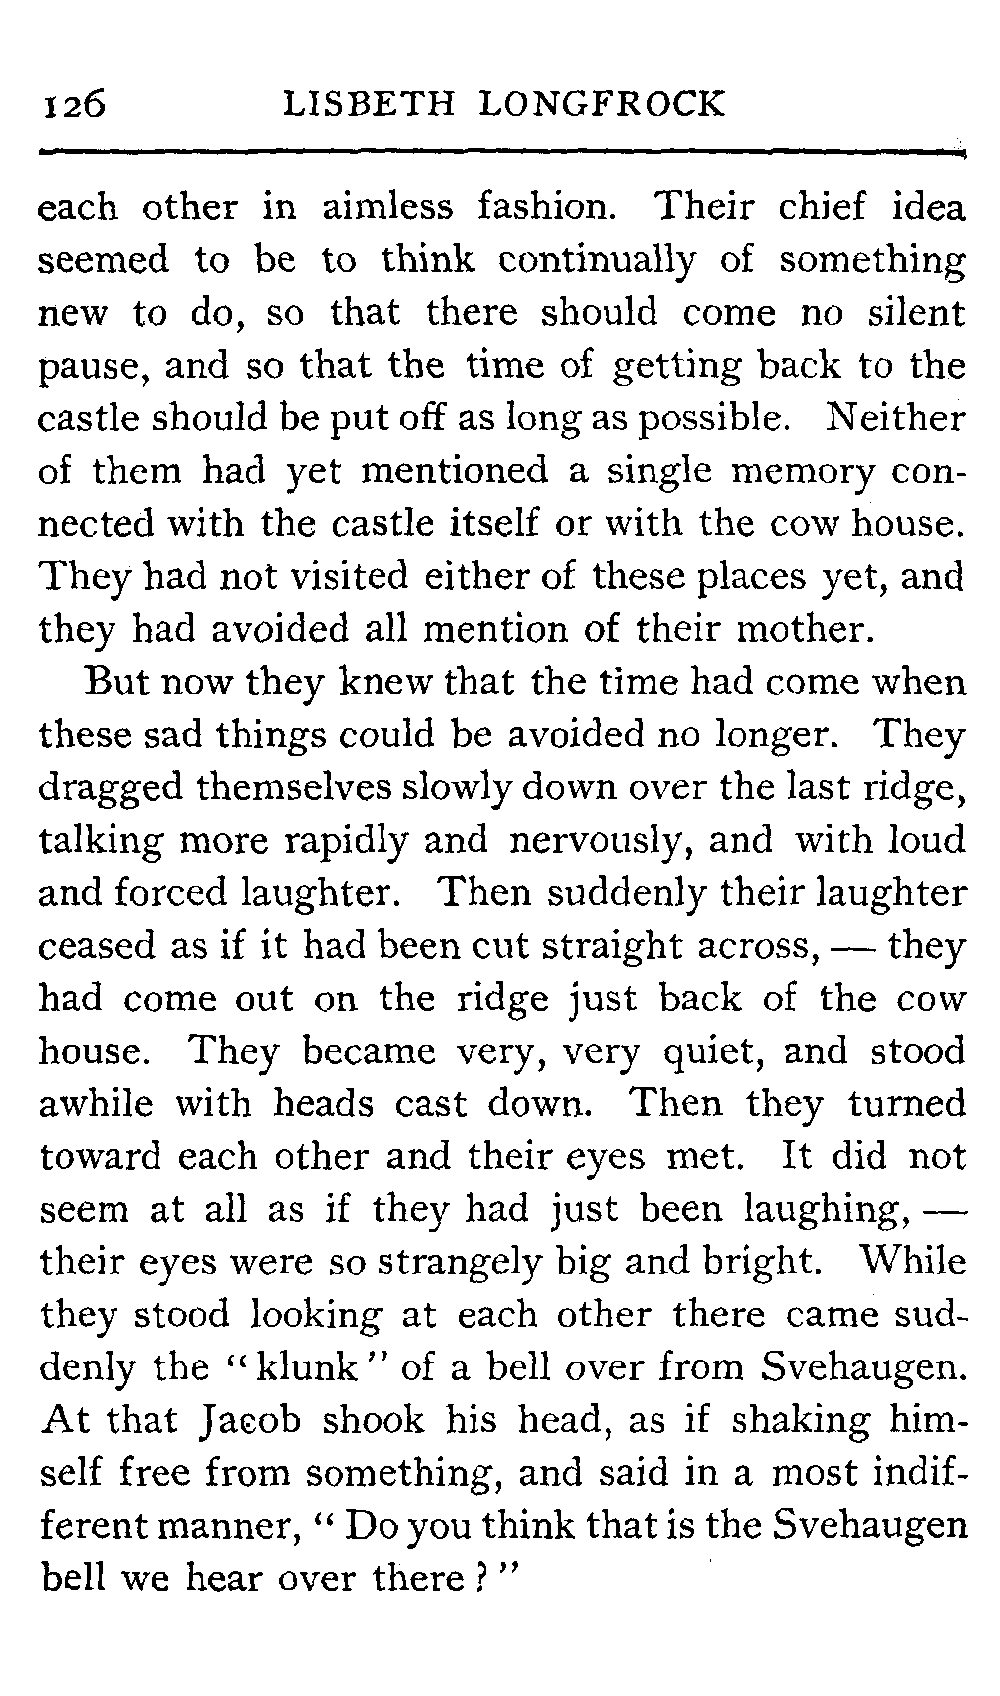 126 LISBETH LONGFROCK
each other in aimless fashion. Their chief idea
seemed to be to think continually of something
new to do, so that there should come no silent
pause, and so that the time of getting back to the
castle should be put off as long as possible. Neither
of them had yet mentioned a single memory con-
nected with the castle itself or with the cow house.
They had not visited either of these places yet, and
they had avoided all mention of their mother.
But now they knew that the time had come when
these sad things could be avoided no longer. They
dragged themselves slowly down over the last ridge,
talking more rapidly and nervously, and with loud
and forced laughter. Then suddenly their laughter
ceased as if it had been cut straight across, — they
had come out on the ridge just back of the cow
house. They became very, very quiet, and stood
awhile with heads cast down. Then they turned
toward each other and their eyes met. It did not
seem at all as if they had just been laughing, —
their eyes were so strangely big and bright. While
they stood looking at each other there came sud-
denly the “klunk” of a bell over from Svehaugen.
At that Jacob shook his head, as if shaking him-
self free from something, and said in a most indif-
ferent manner, “Do you think that is the Svehaugen
bell we hear over there?”